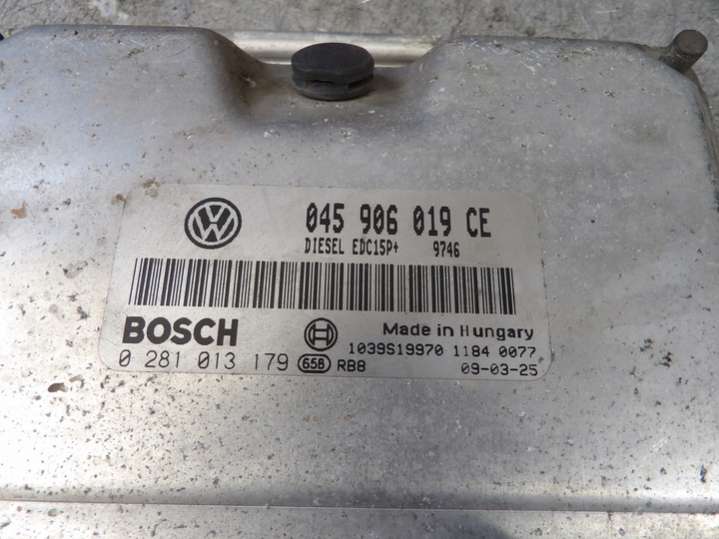 VW 045 906 019 CE
DIESEL EDC15P+ 9746
BOSCH Made in Hungary
1039S19970 1184 0077
0 281 013 179 658 RB8 09-03-25